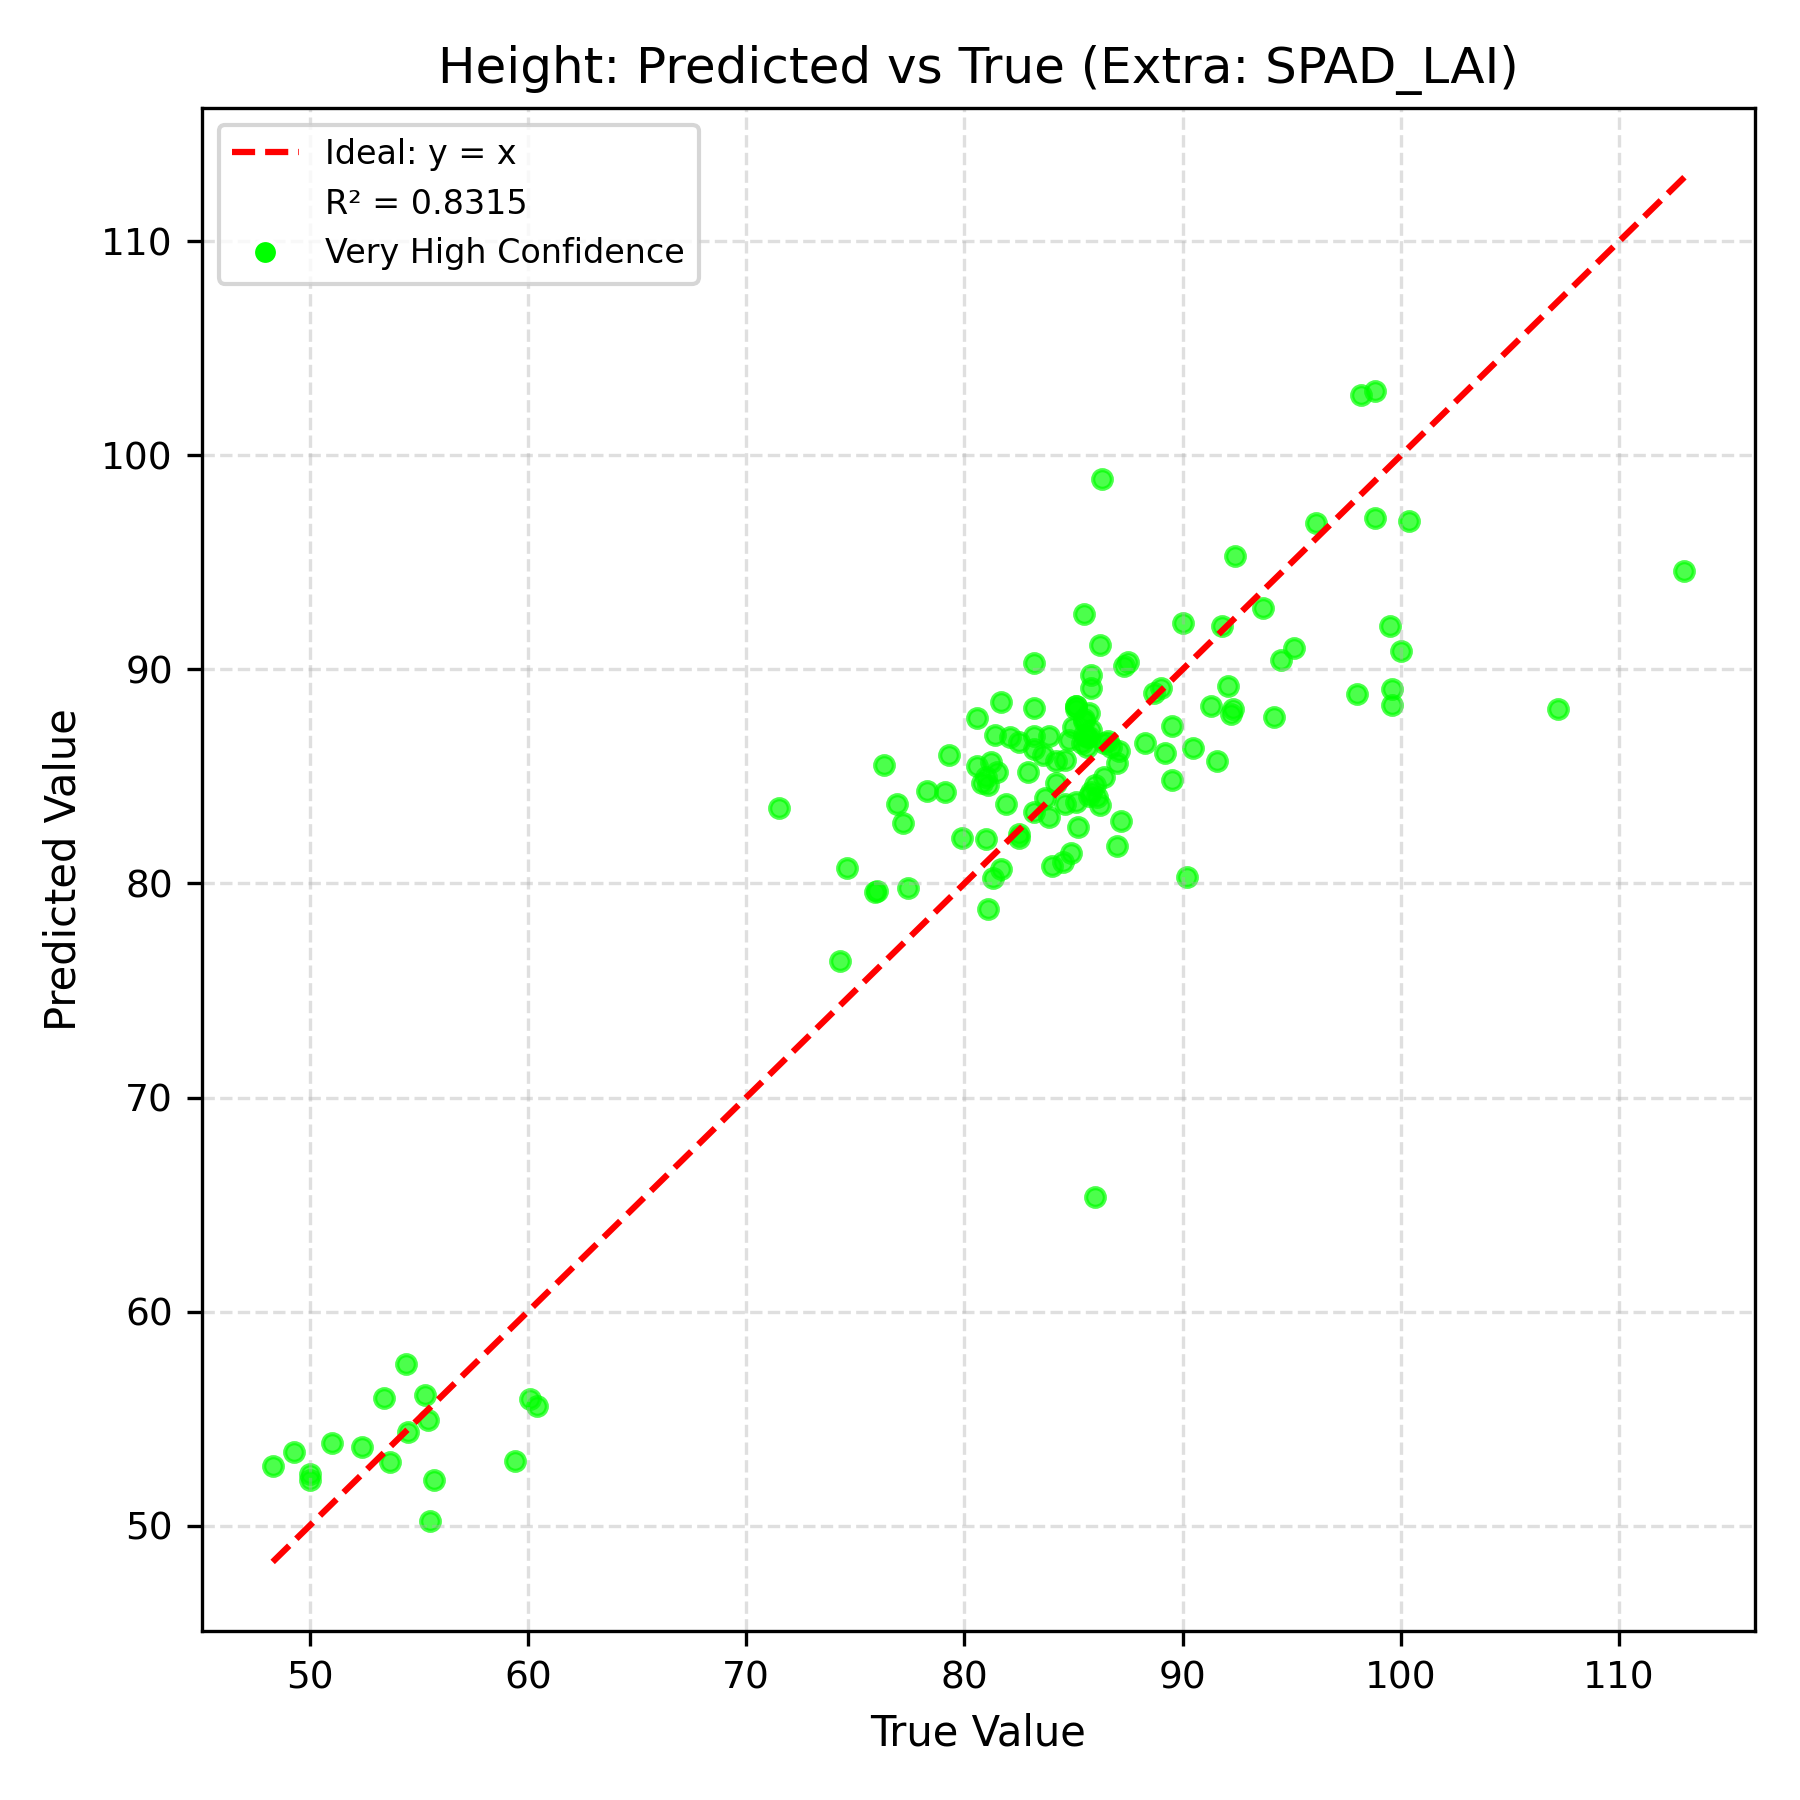 Height: Predicted vs True (Extra: SPAD_LAI)
Ideal: y = x
R² = 0.8315
Very High Confidence
Predicted Value
110
100
90
80
70
60
50
50 60 70 80 90 100 110
True Value